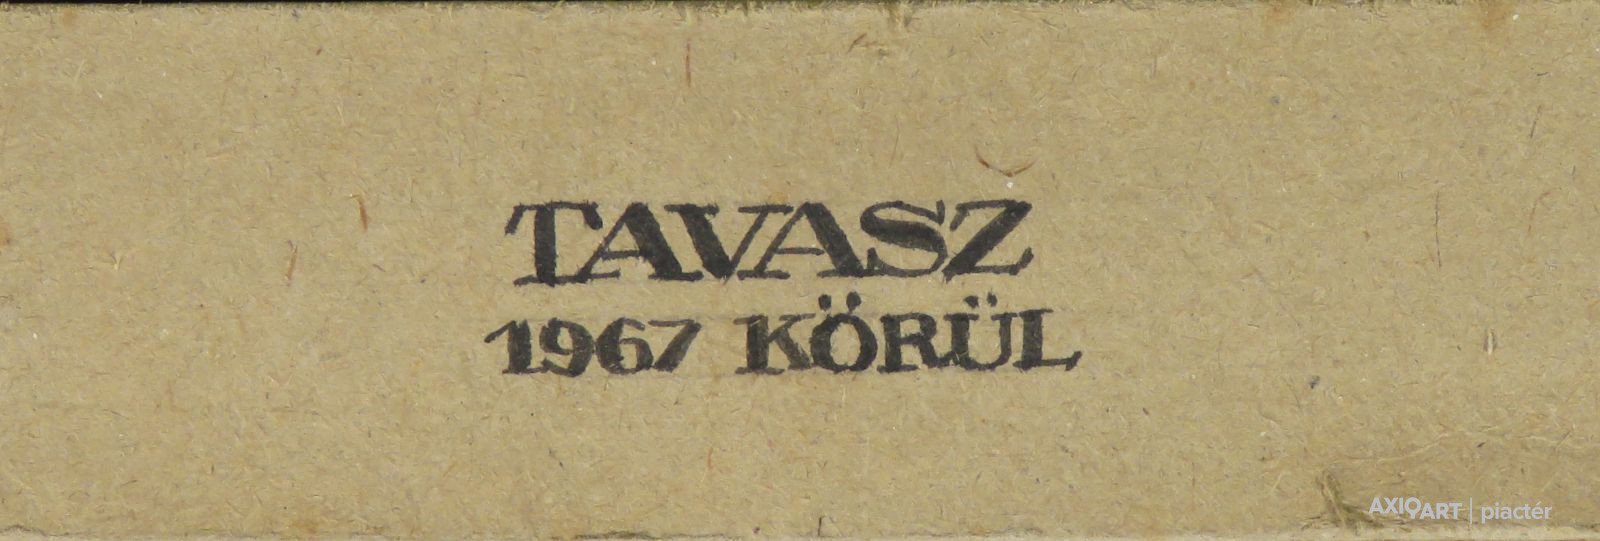 TAVASZ
1967 KÖRÜL
AXIOART | piactér